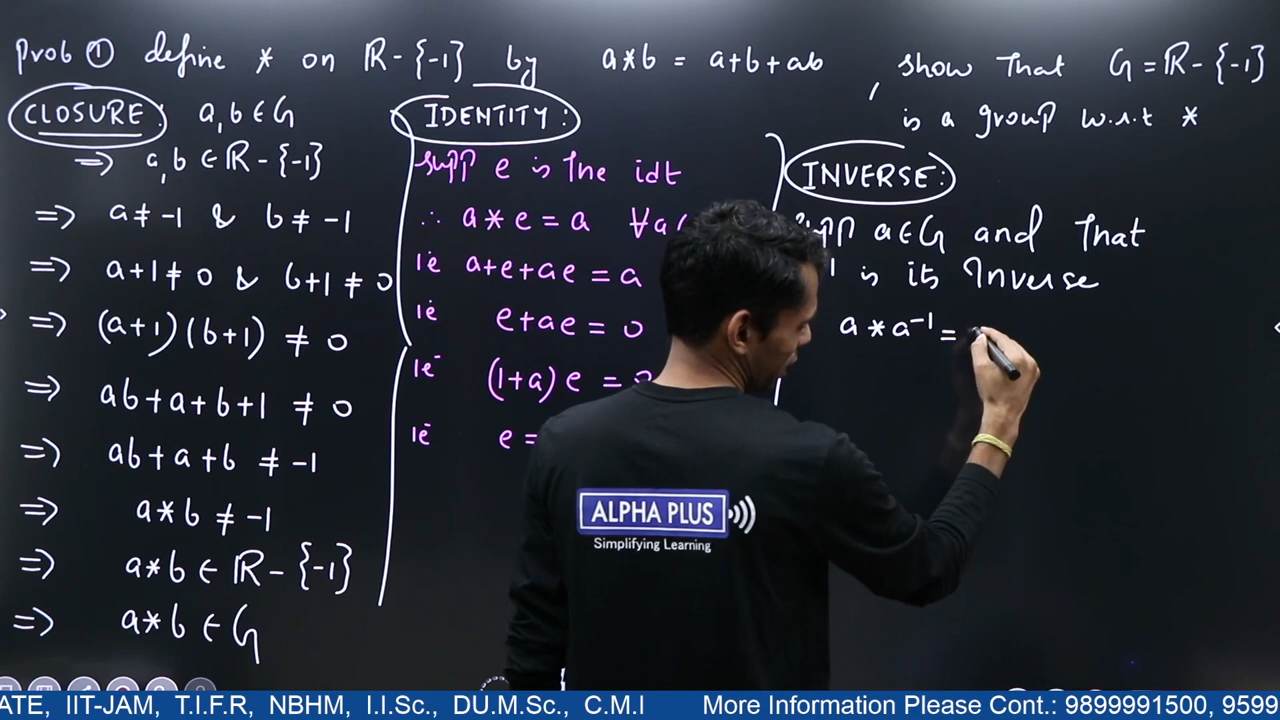 Prob ① define * on ℝ-{-1} by a*b = a+b+ab , show that G=ℝ-{-1}
is a group w.r.t *
CLOSURE: a,b ∈ G
=> a,b ∈ ℝ-{-1}
=> a≠-1 & b≠-1
=> a+1≠0 & b+1≠0
=> (a+1)(b+1) ≠ 0
=> ab+a+b+1 ≠ 0
=> ab+a+b ≠ -1
=> a*b ≠ -1
=> a*b ∈ ℝ-{-1}
=> a*b ∈ G
IDENTITY:
supp e is the idt
∴ a*e = a ∀a
ie a+e+ae = a
ie e+ae = 0
ie (1+a)e =
ie e =
INVERSE:
a∈G and that
is its Inverse
a*a⁻¹ =
ALPHA PLUS
Simplifying Learning
ATE, IIT-JAM, T.I.F.R, NBHM, I.I.Sc., DU.M.Sc., C.M.I More Information Please Cont.: 9899991500, 9599